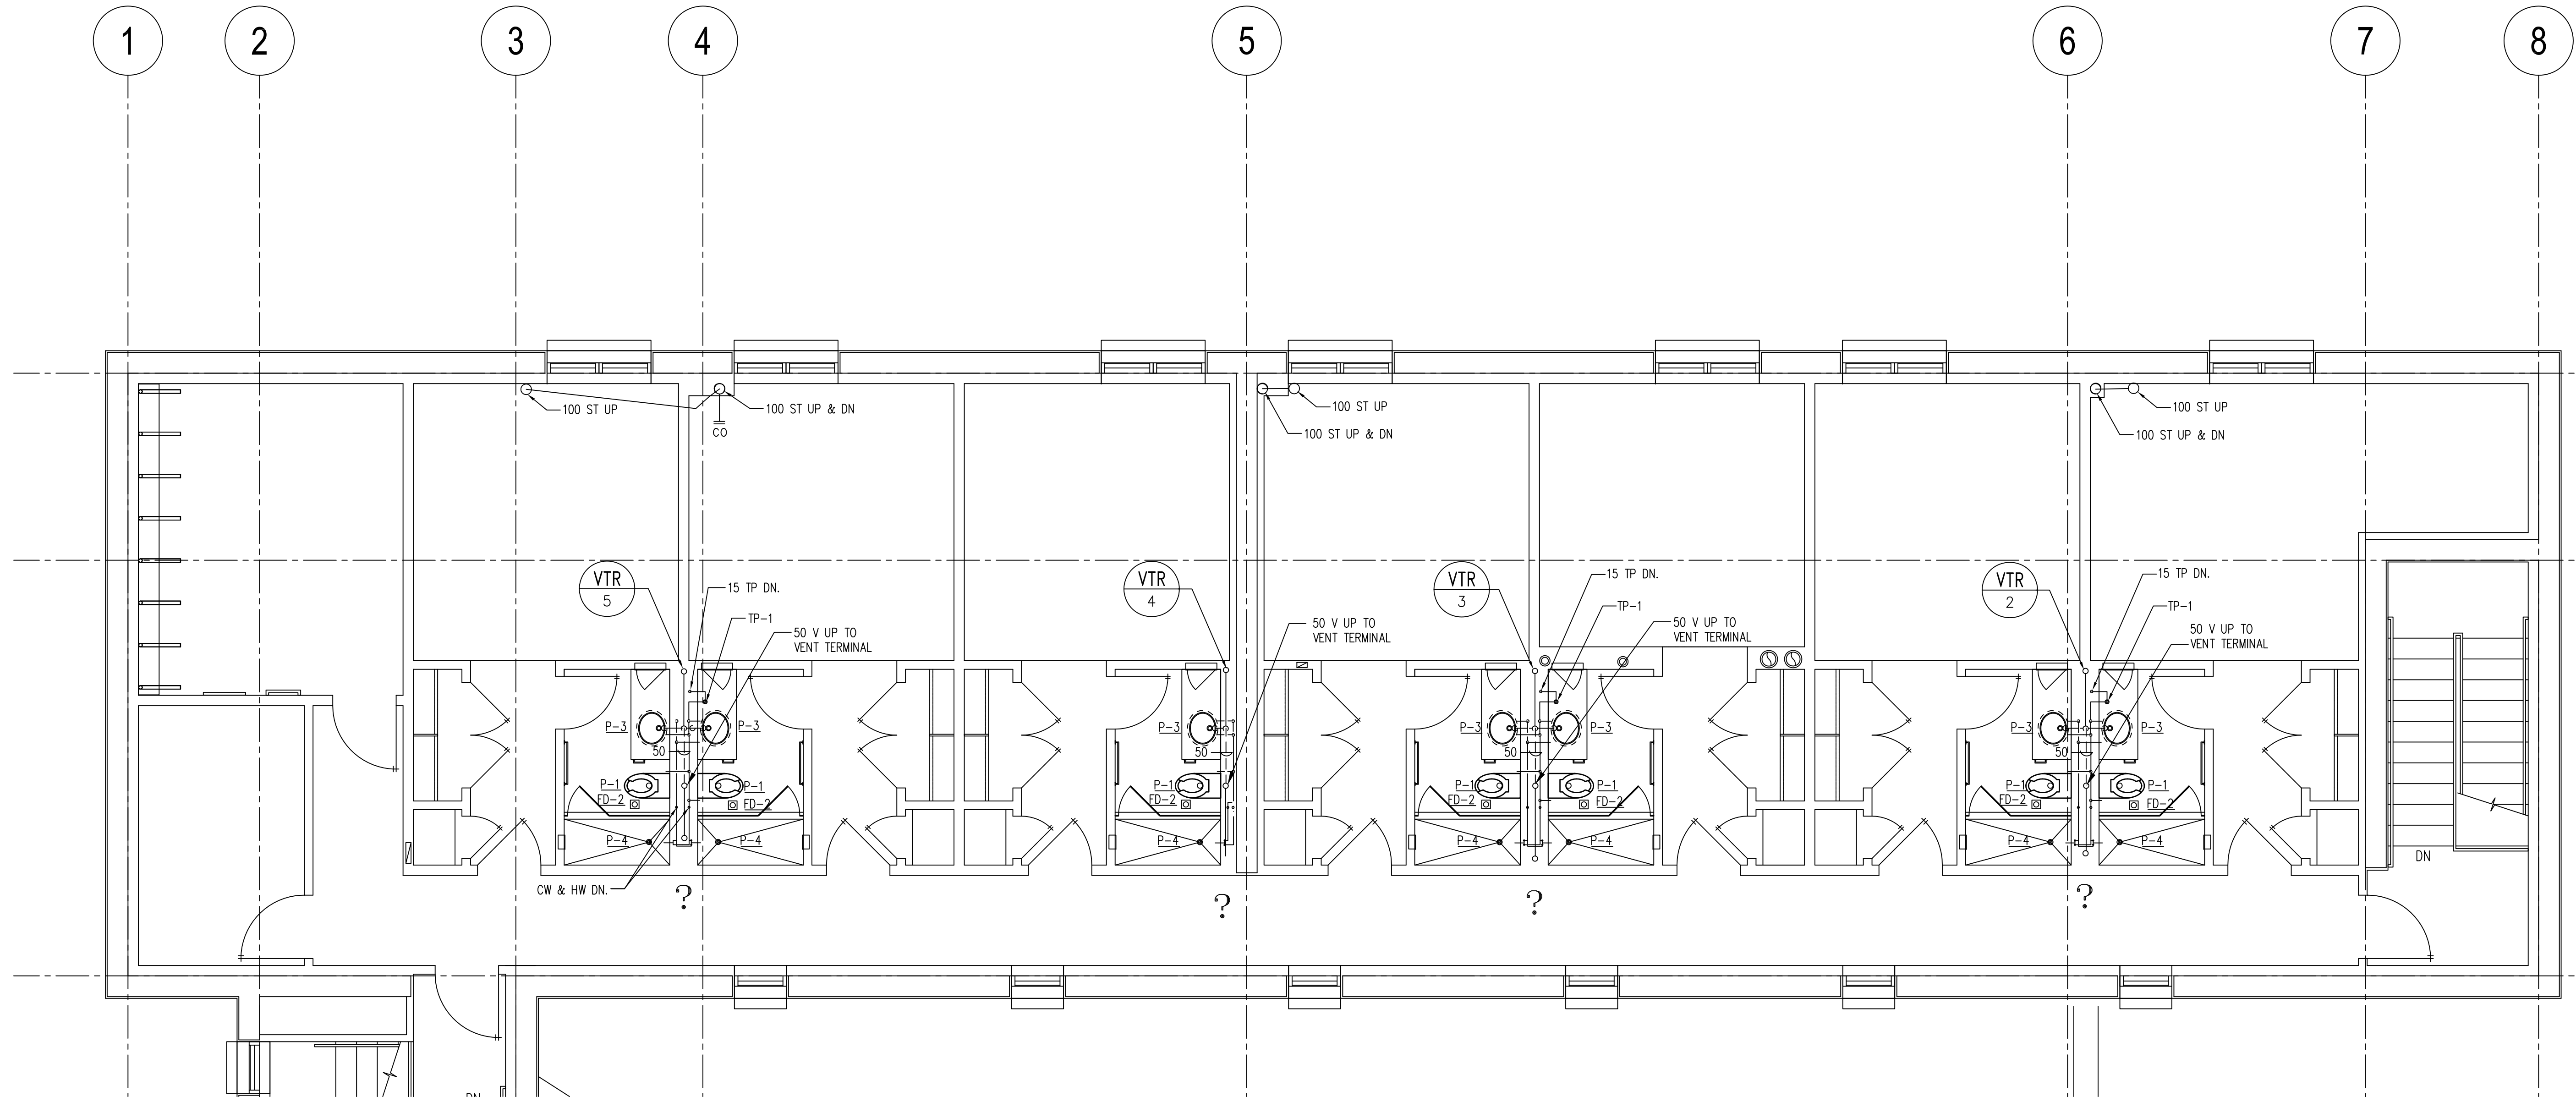 1 2 3 4 5 6 7 8
100 ST UP
100 ST UP & DN
CO
100 ST UP
100 ST UP & DN
100 ST UP
100 ST UP & DN
VTR
5
15 TP DN.
TP-1
50 V UP TO
VENT TERMINAL
VTR
4
50 V UP TO
VENT TERMINAL
VTR
3
15 TP DN.
TP-1
50 V UP TO
VENT TERMINAL
VTR
2
15 TP DN.
TP-1
50 V UP TO
VENT TERMINAL
P-3 P-3 P-3 P-3 P-3 P-3 P-3
50 50 50 50
P-1 P-1 P-1 P-1 P-1 P-1 P-1
FD-2 FD-2 FD-2 FD-2 FD-2 FD-2 FD-2
P-4 P-4 P-4 P-4 P-4 P-4 P-4
DN
CW & HW DN.
? ? ? ?